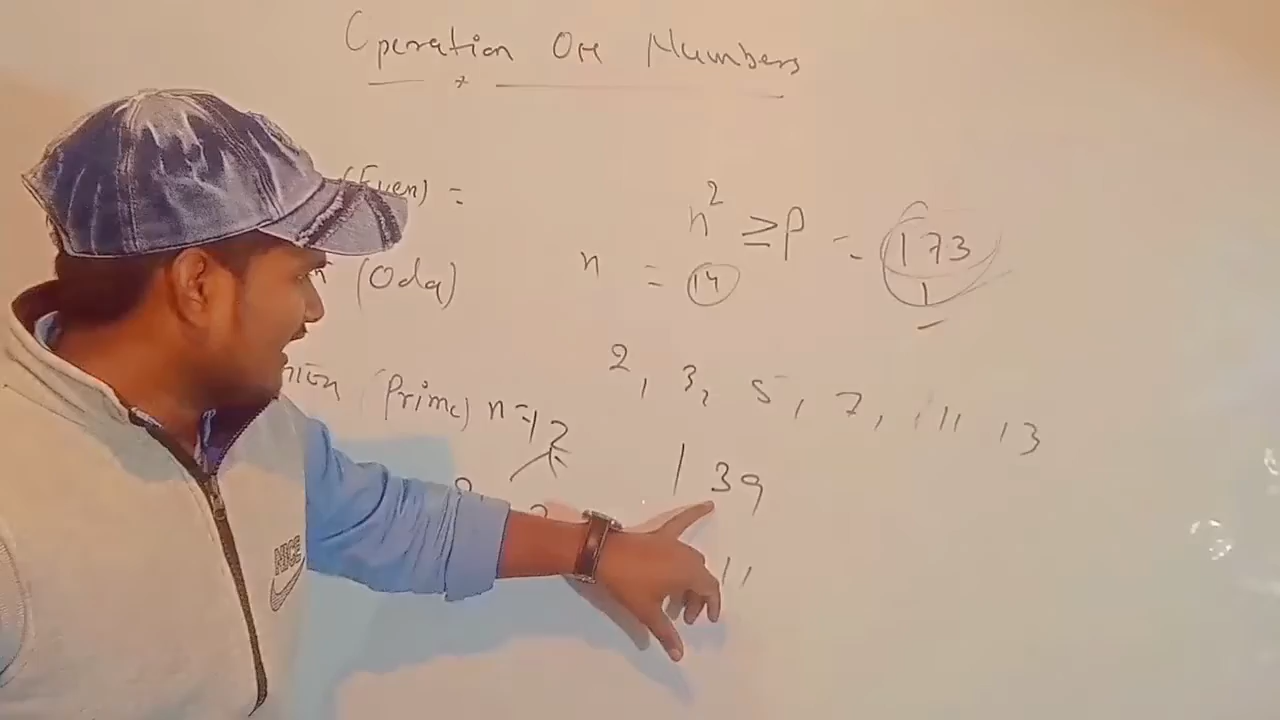 Operation On Numbers
(Even) =
n² ≥ p = 173
1
(Odd)
n = 14
2, 3, 5, 7, 11 13
(Prime) n = 12
139
11
NICE